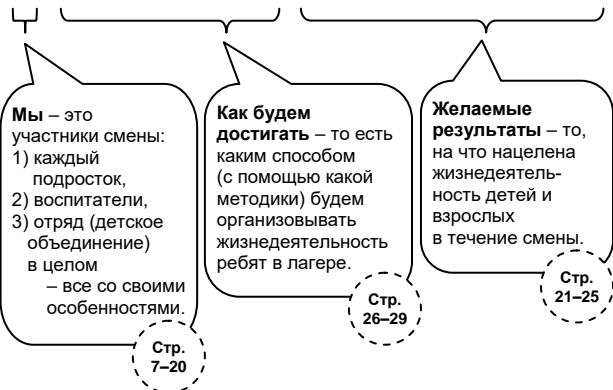 Мы – это
участники смены:
1) каждый
подросток,
2) воспитатели,
3) отряд (детское
объединение)
в целом
– все со своими
особенностями.
Стр.
7–20
Как будем
достигать – то есть
каким способом
(с помощью какой
методики) будем
организовывать
жизнедеятельность
ребят в лагере.
Стр.
26–29
Желаемые
результаты – то,
на что нацелена
жизнедеятель-
ность детей и
взрослых
в течение смены.
Стр.
21–25